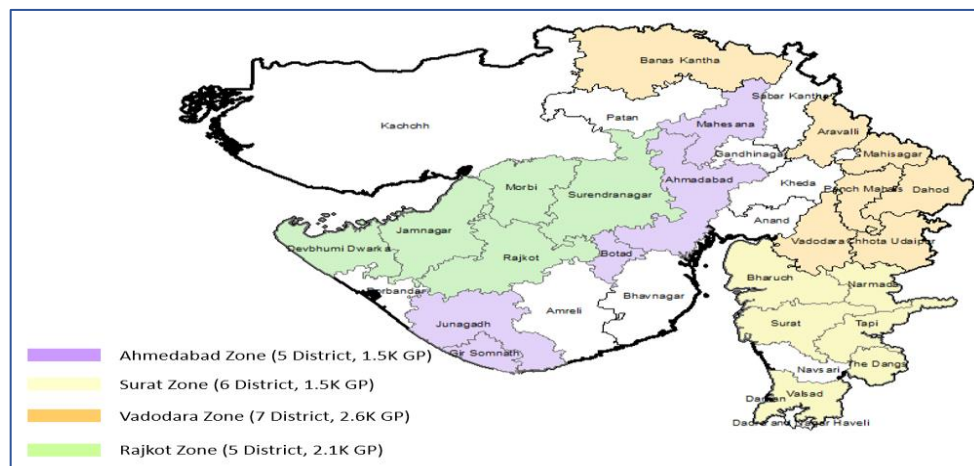 Banas Kantha
Sabar Kantha
Patan
Mahesana
Kachchh
Aravalli
Gandhinagar
Mahisagar
Ahmadabad
Kheda
Panch Mahals
Dahod
Morbi
Surendranagar
Anand
Jamnagar
Devbhumi Dwarka
Rajkot
Botad
Vadodara
Chhota Udaipur
Bharuch
Narmada
Porbandar
Amreli
Bhavnagar
Junagadh
Surat
Tapi
Gir Somnath
Navsari
The Dangs
Daman
Valsad
Dadra and Nagar Haveli
Ahmedabad Zone (5 District, 1.5K GP)
Surat Zone (6 District, 1.5K GP)
Vadodara Zone (7 District, 2.6K GP)
Rajkot Zone (5 District, 2.1K GP)